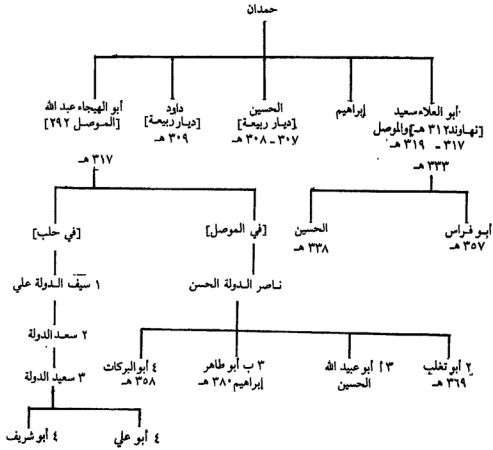 حمدان
أبو العلاء سعيد
[نهاوند ٣١٢ هـ] والموصل
٣١٧ ـ ٣١٩ هـ
٣٣٣ هـ
إبراهيم
الحسين
[ديار ربيعة]
٣٠٧ ـ ٣٠٨ هـ
داود
[ديار ربيعة]
٣٠٩ هـ
أبو الهيجاء عبد الله
[الموصل ٢٩٢]
٣١٧ هـ
أبو فراس
٣٥٧ هـ
الحسين
٣٣٨ هـ
[في الموصل]
[في حلب]
ناصر الدولة الحسن
١ سيف الدولة علي
٢ سعد الدولة
٣ سعيد الدولة
٢ أبو تغلب
٣٦٩ هـ
٣ أ أبو عبيد الله
الحسين
٣ ب أبو طاهر
إبراهيم ٣٨٠ هـ
٤ أبو البركات
٣٥٨ هـ
٤ أبو علي
٤ أبو شريف